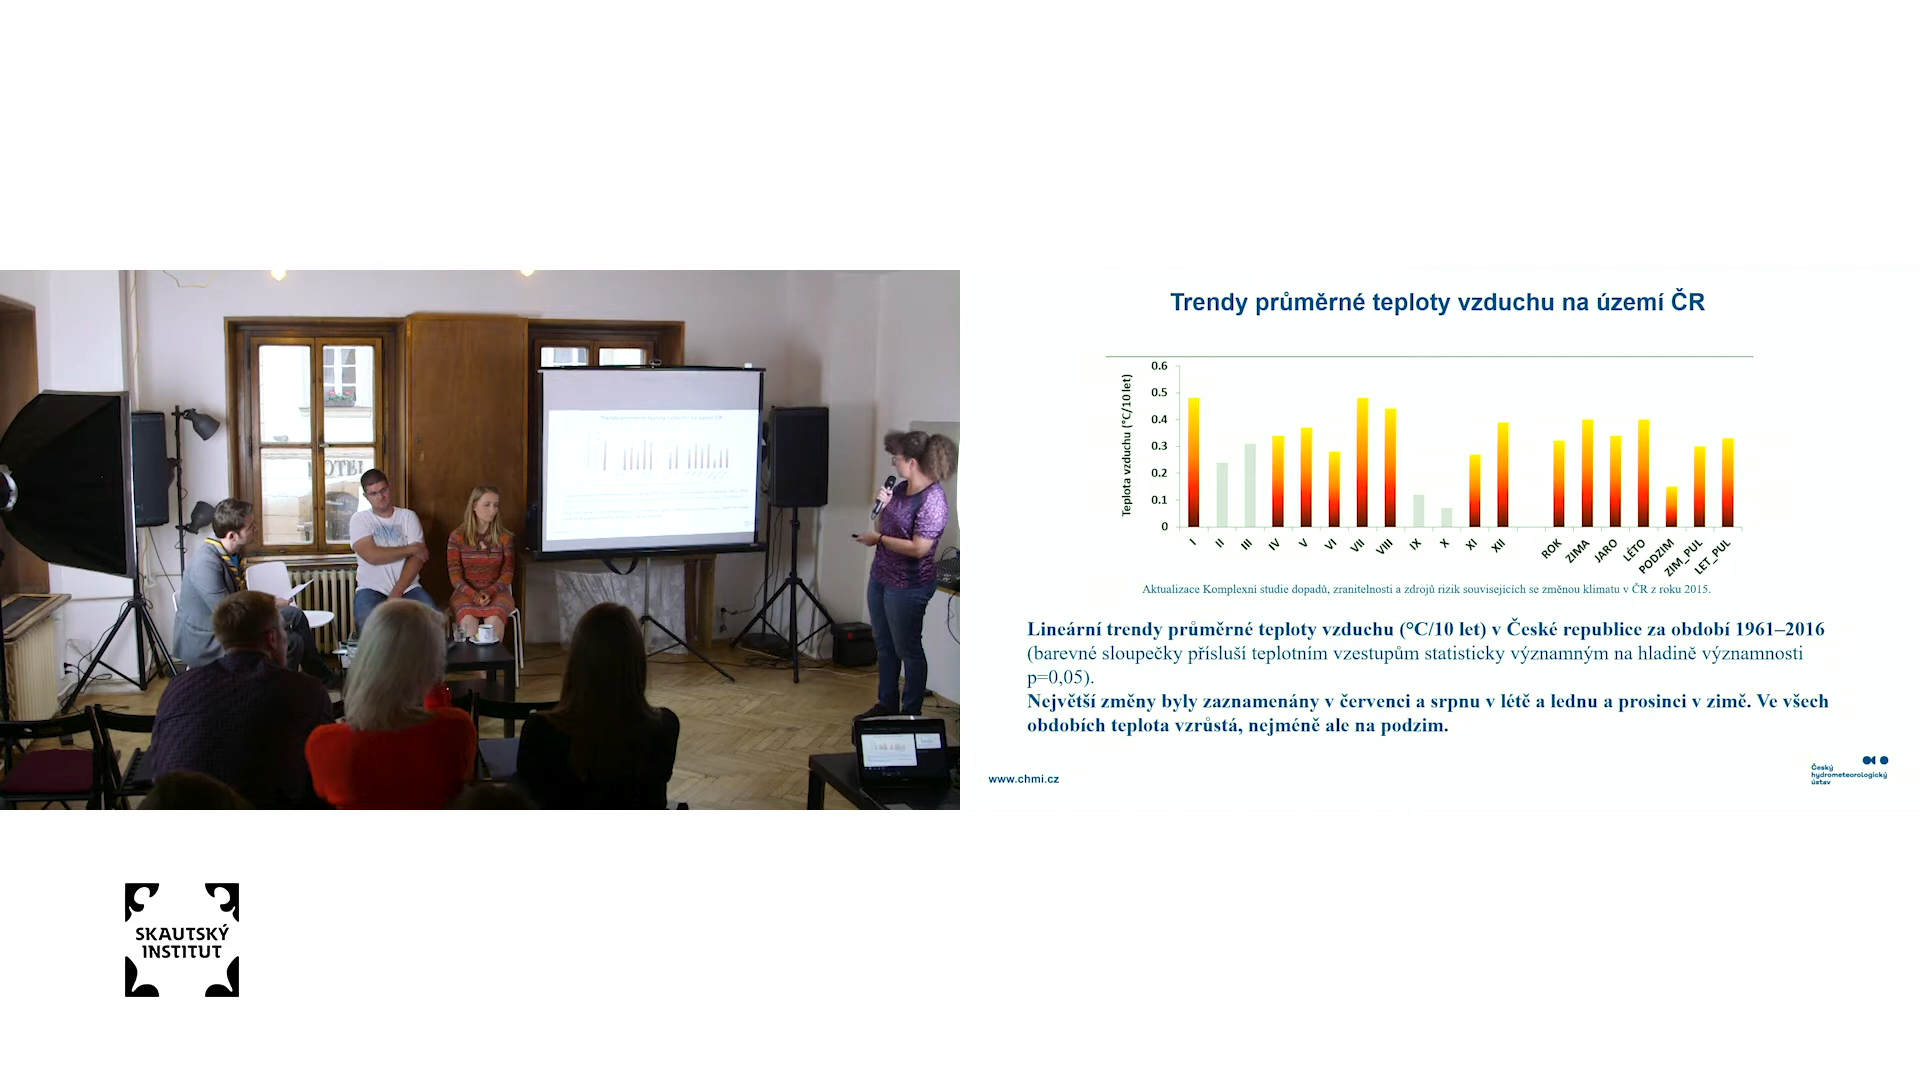 Trendy průměrné teploty vzduchu na území ČR
Teplota vzduchu (°C/10 let)
0.6
0.5
0.4
0.3
0.2
0.1
0
I II III IV V VI VII VIII IX X XI XII ROK ZIMA JARO LÉTO PODZIM ZIM_PUL LET_PUL
Aktualizace Komplexní studie dopadů, zranitelnosti a zdrojů rizik souvisejících se změnou klimatu v ČR z roku 2015.
Lineární trendy průměrné teploty vzduchu (°C/10 let) v České republice za období 1961–2016
(barevné sloupečky přísluší teplotním vzestupům statisticky významným na hladině významnosti
p=0,05).
Největší změny byly zaznamenány v červenci a srpnu v létě a lednu a prosinci v zimě. Ve všech
obdobích teplota vzrůstá, nejméně ale na podzim.
www.chmi.cz
Český
hydrometeorologický
ústav
HOTEL
SKAUTSKÝ
INSTITUT